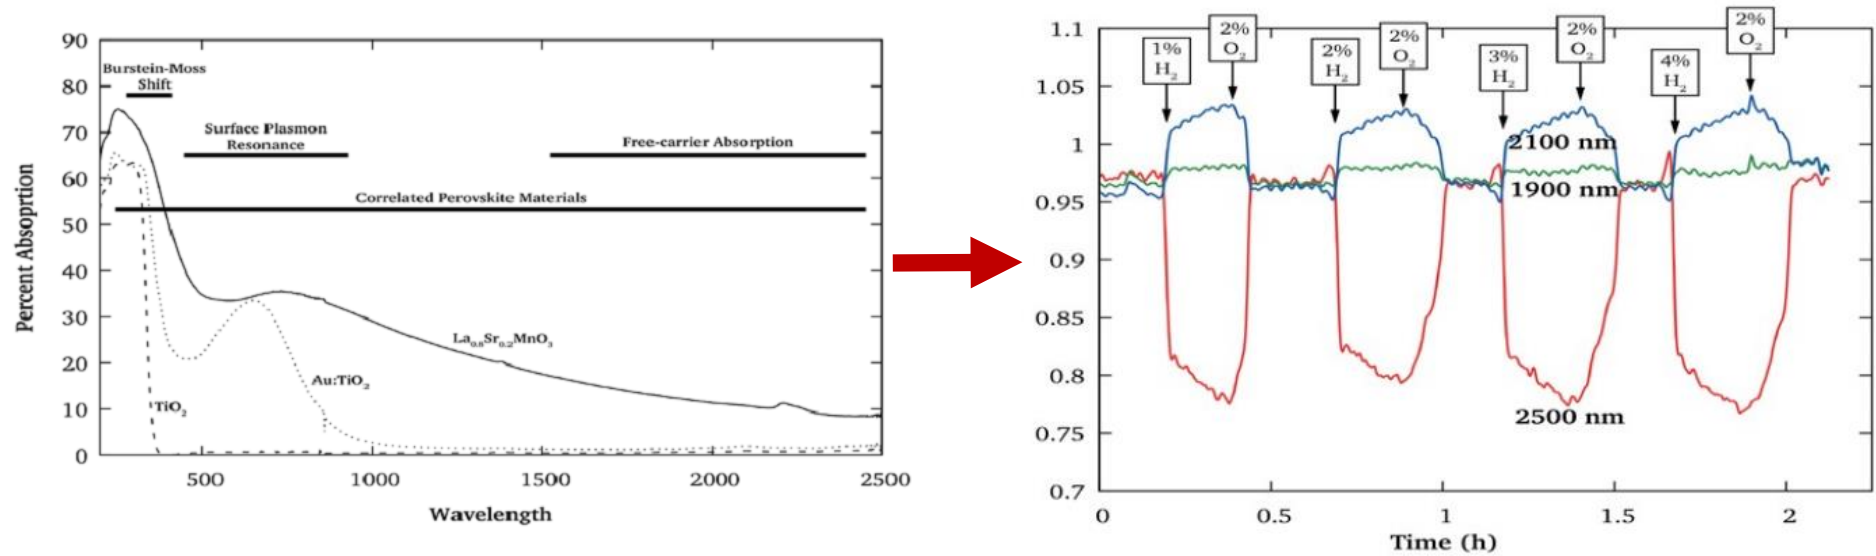 90
80
70
60
50
40
30
20
10
0
Percent Absoprtion
Burstein-Moss
Shift
Surface Plasmon
Resonance
Free-carrier Absorption
Correlated Perovskite Materials
La0.8Sr0.2MnO3
Au:TiO2
TiO2
500
1000
1500
2000
2500
Wavelength
1.1
1.05
1
0.95
0.9
0.85
0.8
0.75
0.7
1%
H2
2%
O2
2%
H2
2%
O2
3%
H2
2%
O2
4%
H2
2%
O2
2100 nm
1900 nm
2500 nm
0
0.5
1
1.5
2
Time (h)